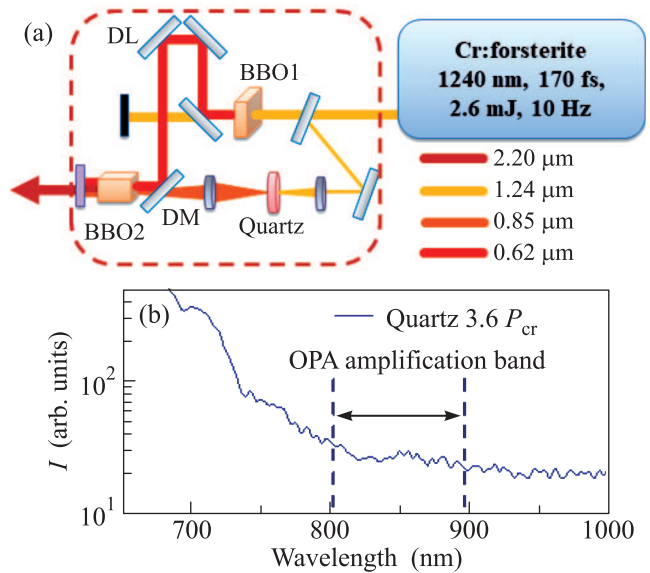 (a)
DL
BBO1
Cr:forsterite
1240 nm, 170 fs,
2.6 mJ, 10 Hz
2.20 μm
1.24 μm
0.85 μm
0.62 μm
BBO2
DM
Quartz
(b)
Quartz 3.6 Pcr
OPA amplification band
I (arb. units)
10²
10¹
700
800
900
1000
Wavelength (nm)